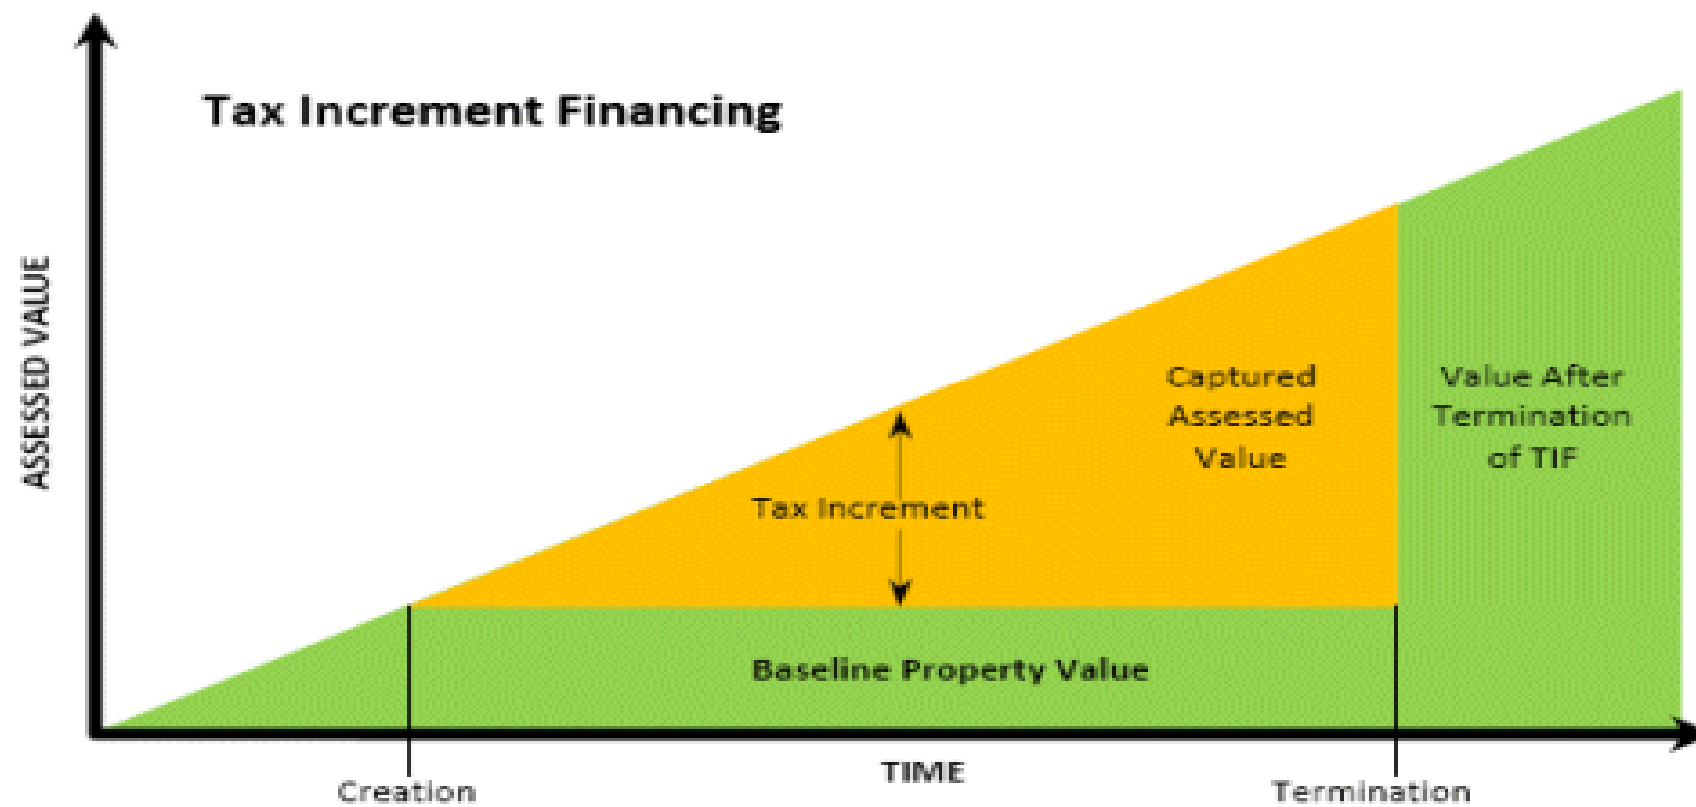 Tax Increment Financing
ASSESSED VALUE
Captured
Assessed
Value
Value After
Termination
of TIF
Tax Increment
Baseline Property Value
TIME
Creation
Termination